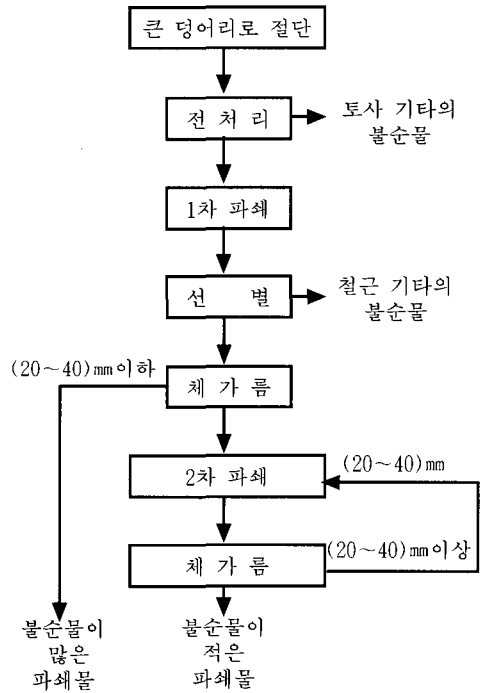 큰 덩어리로 절단
전 처 리
토사 기타의
불순물
1차 파쇄
선 별
철근 기타의
불순물
(20～40)㎜이하
체 가 름
2차 파쇄
(20～40)㎜
체 가 름
(20～40)㎜이상
불순물이
많은
파쇄물
불순물이
적은
파쇄물